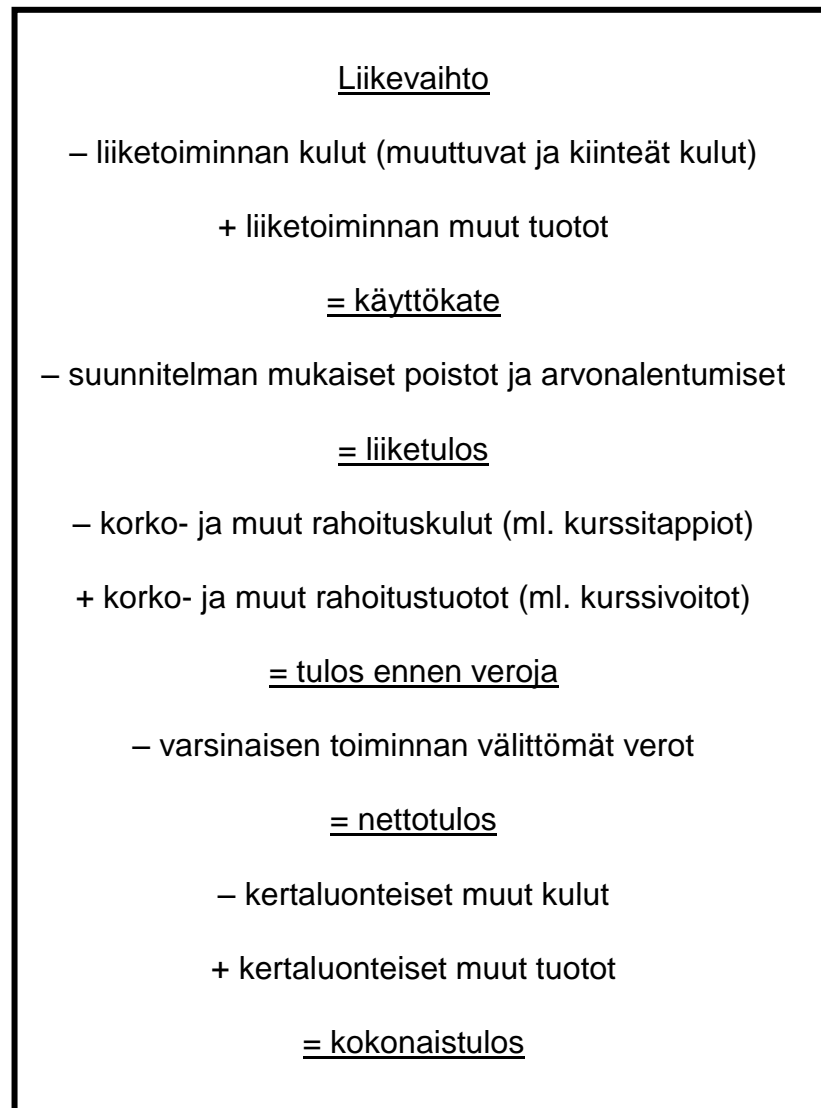 Liikevaihto
– liiketoiminnan kulut (muuttuvat ja kiinteät kulut)
+ liiketoiminnan muut tuotot
= käyttökate
– suunnitelman mukaiset poistot ja arvonalentumiset
= liiketulos
– korko- ja muut rahoituskulut (ml. kurssitappiot)
+ korko- ja muut rahoitustuotot (ml. kurssivoitot)
= tulos ennen veroja
– varsinaisen toiminnan välittömät verot
= nettotulos
– kertaluonteiset muut kulut
+ kertaluonteiset muut tuotot
= kokonaistulos